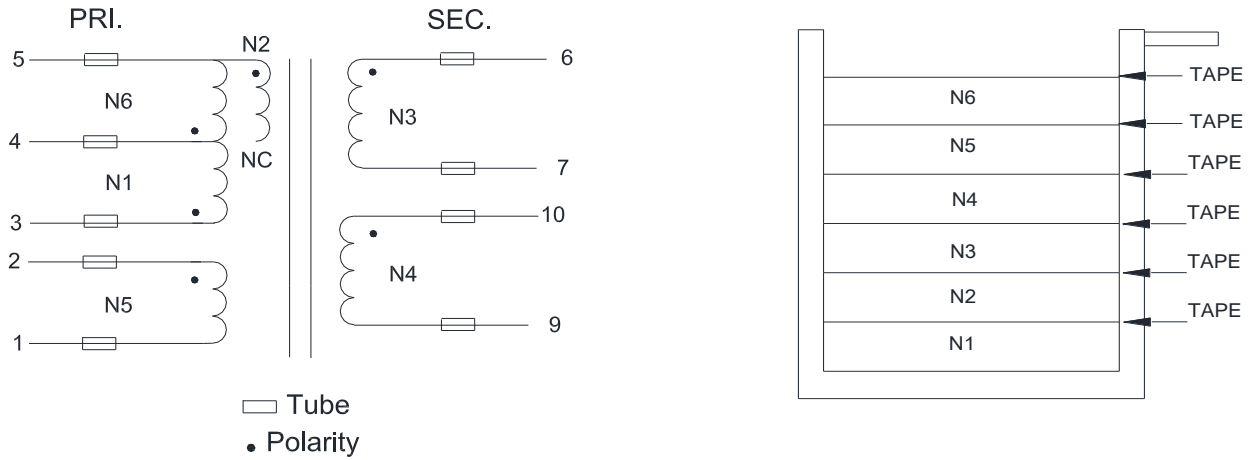 PRI.
SEC.
5
N2
6
N6
N3
4
NC
7
N1
3
10
2
N4
N5
9
1
Tube
Polarity
TAPE
N6
TAPE
N5
TAPE
N4
TAPE
N3
TAPE
N2
TAPE
N1